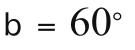 b = 60°